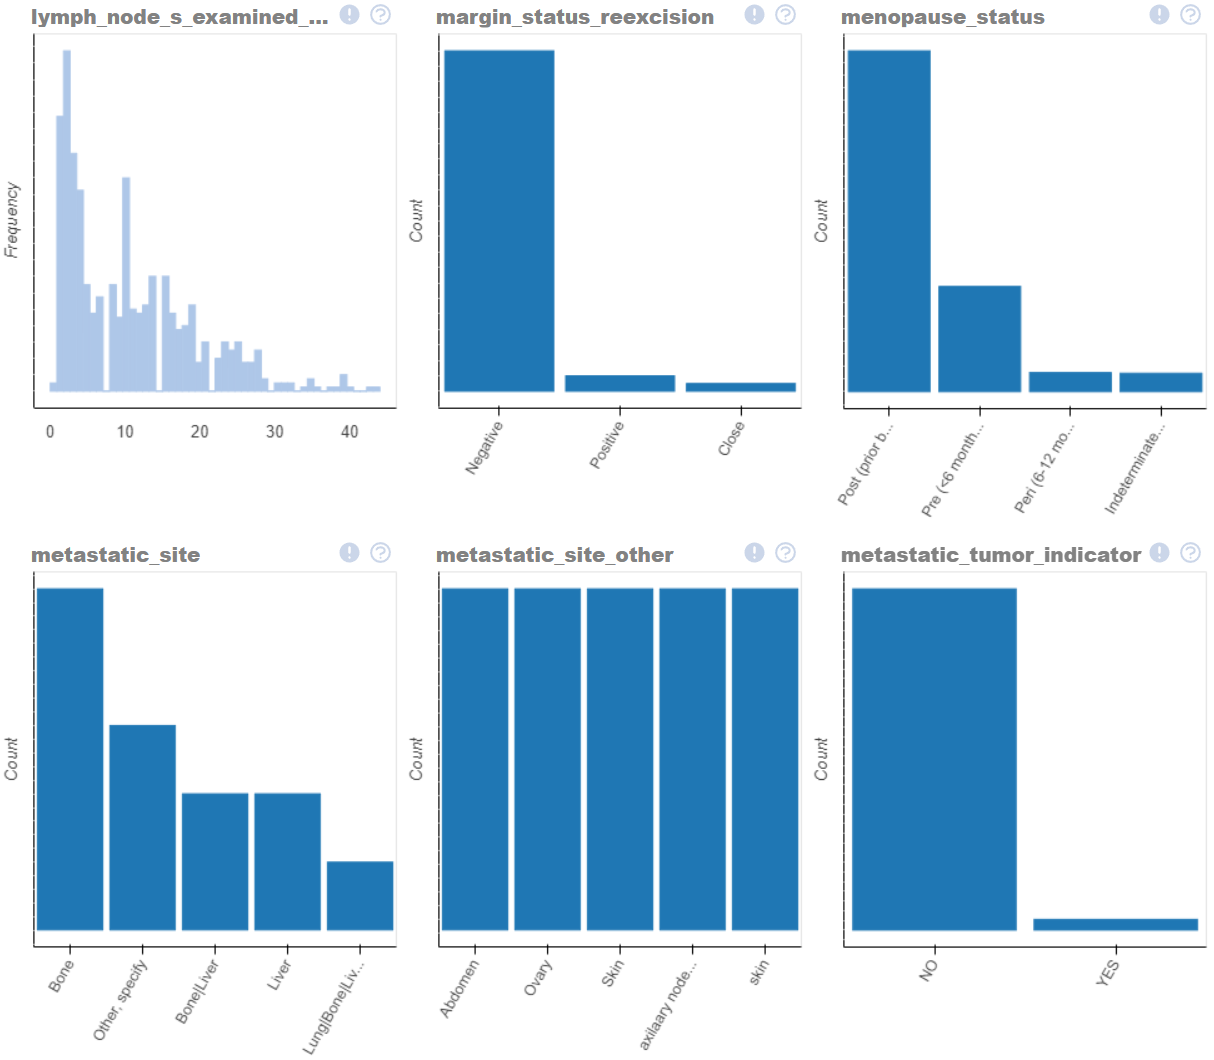 lymph_node_s_examined_...
margin_status_reexcision
menopause_status
Frequency
0 10 20 30 40
Count
Negative
Positive
Close
Count
Post (prior b...
Pre (<6 month...
Peri (6-12 mo...
Indeterminate...
metastatic_site
metastatic_site_other
metastatic_tumor_indicator
Count
Bone
Other, specify
Bone|Liver
Liver
Lung|Bone|Liv...
Count
Abdomen
Ovary
Skin
axilaary node...
skin
Count
NO
YES